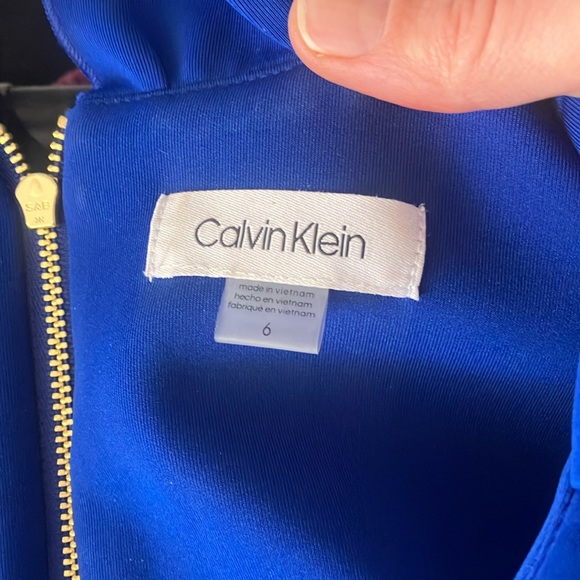 Calvin Klein
made in vietnam
hecho en vietnam
fabriqué en vietnam
6